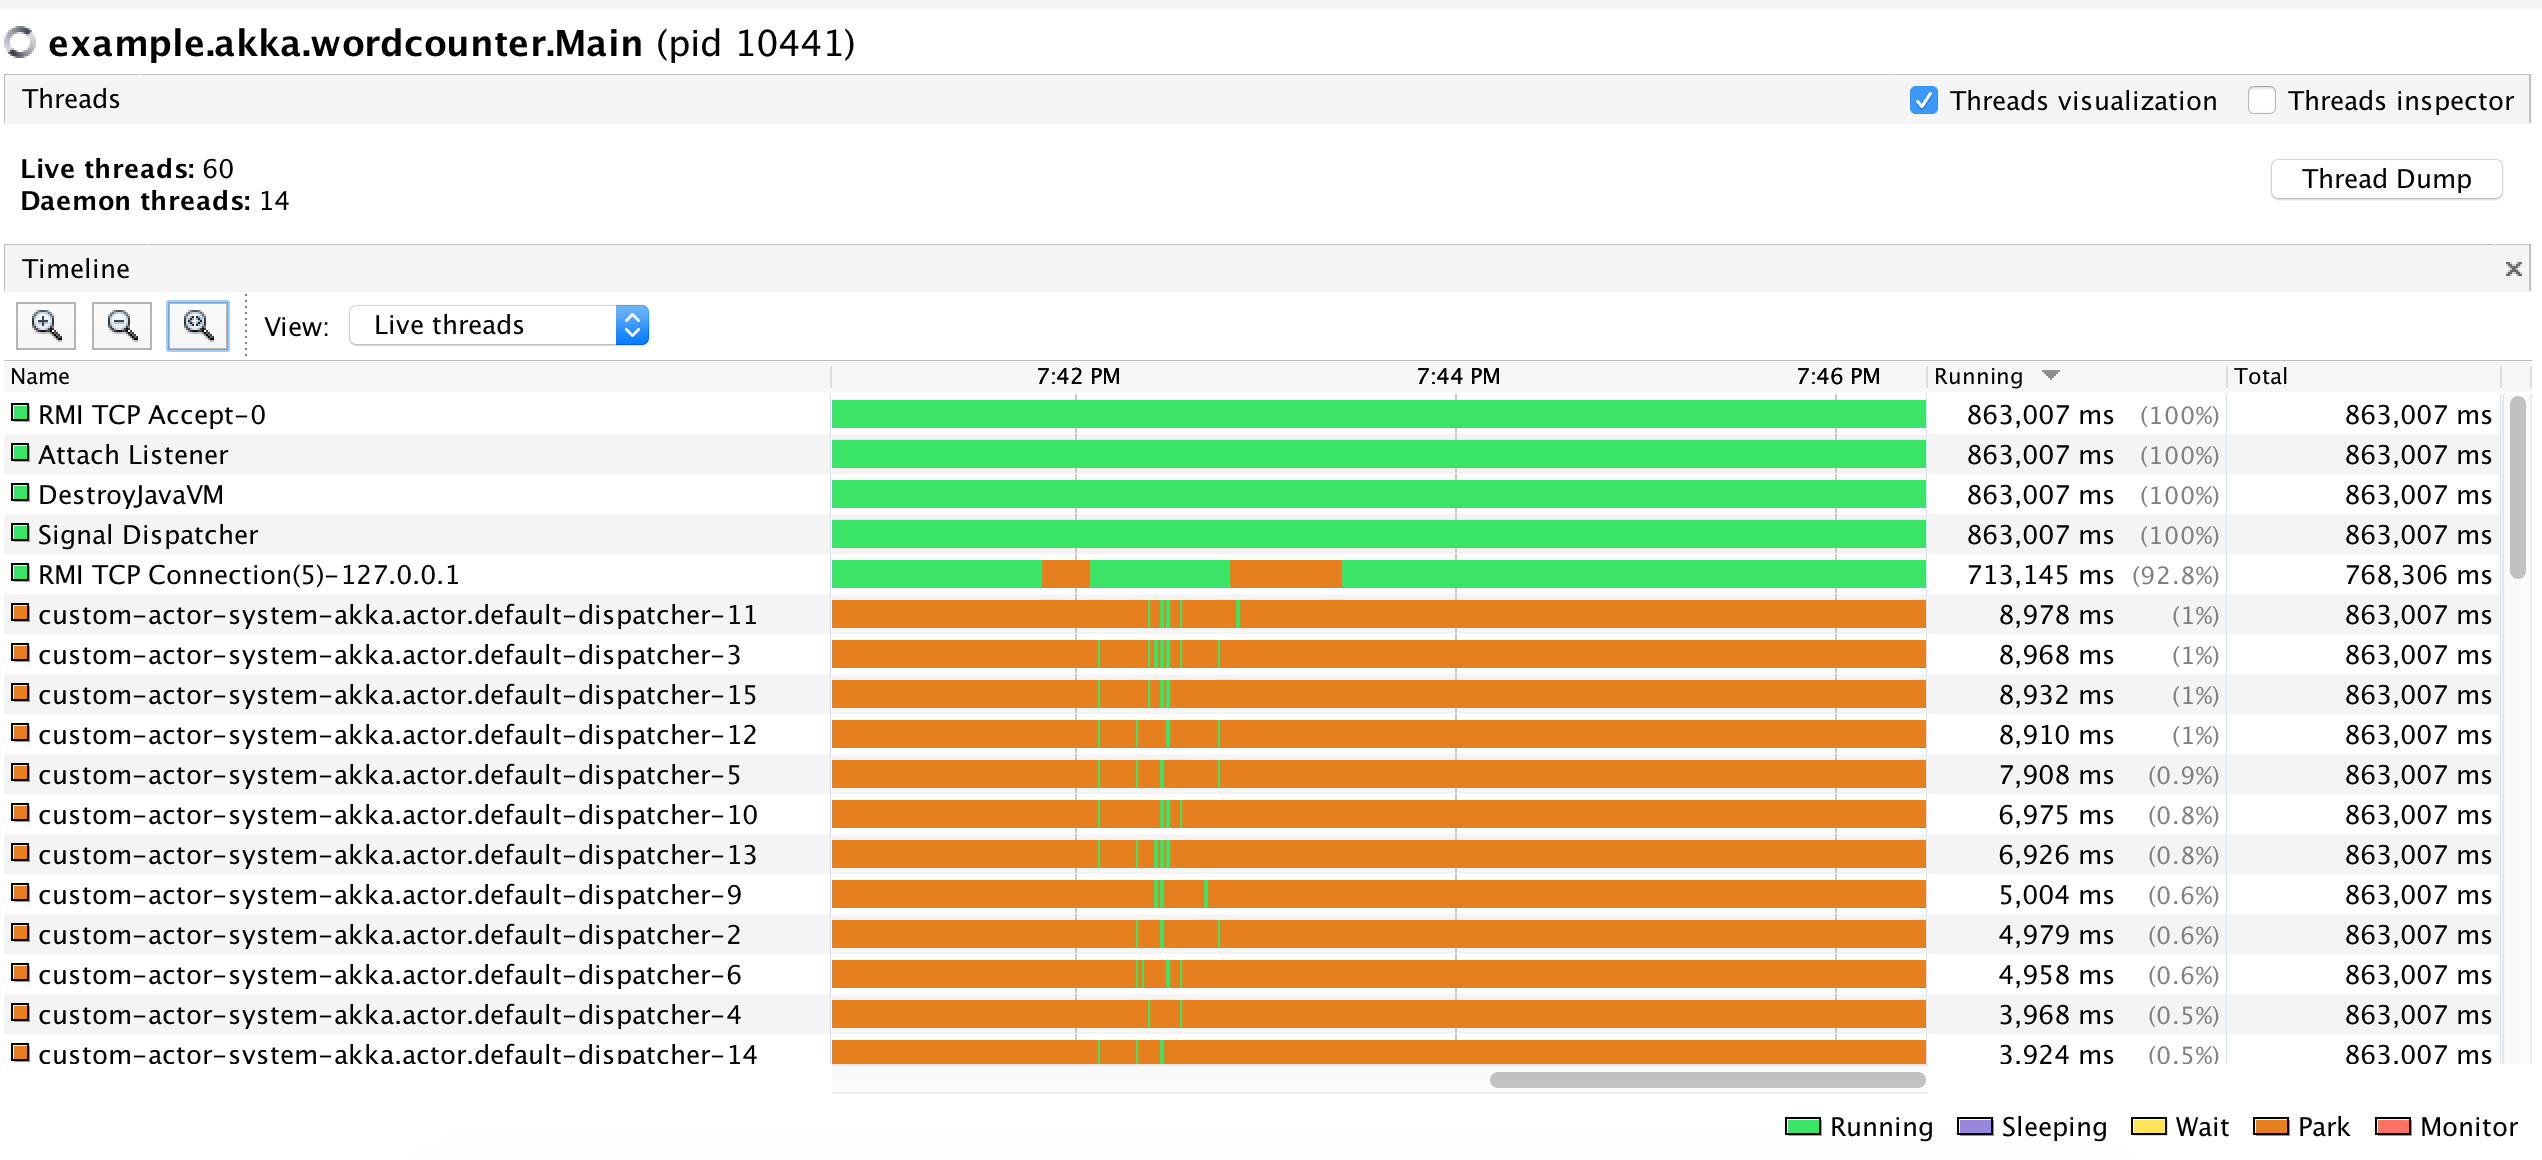 example.akka.wordcounter.Main (pid 10441)
Threads
Threads visualization
Threads inspector
Live threads: 60
Daemon threads: 14
Thread Dump
Timeline
View: Live threads
Name 7:42 PM 7:44 PM 7:46 PM Running Total
RMI TCP Accept-0 863,007 ms (100%) 863,007 ms
Attach Listener 863,007 ms (100%) 863,007 ms
DestroyJavaVM 863,007 ms (100%) 863,007 ms
Signal Dispatcher 863,007 ms (100%) 863,007 ms
RMI TCP Connection(5)-127.0.0.1 713,145 ms (92.8%) 768,306 ms
custom-actor-system-akka.actor.default-dispatcher-11 8,978 ms (1%) 863,007 ms
custom-actor-system-akka.actor.default-dispatcher-3 8,968 ms (1%) 863,007 ms
custom-actor-system-akka.actor.default-dispatcher-15 8,932 ms (1%) 863,007 ms
custom-actor-system-akka.actor.default-dispatcher-12 8,910 ms (1%) 863,007 ms
custom-actor-system-akka.actor.default-dispatcher-5 7,908 ms (0.9%) 863,007 ms
custom-actor-system-akka.actor.default-dispatcher-10 6,975 ms (0.8%) 863,007 ms
custom-actor-system-akka.actor.default-dispatcher-13 6,926 ms (0.8%) 863,007 ms
custom-actor-system-akka.actor.default-dispatcher-9 5,004 ms (0.6%) 863,007 ms
custom-actor-system-akka.actor.default-dispatcher-2 4,979 ms (0.6%) 863,007 ms
custom-actor-system-akka.actor.default-dispatcher-6 4,958 ms (0.6%) 863,007 ms
custom-actor-system-akka.actor.default-dispatcher-4 3,968 ms (0.5%) 863,007 ms
custom-actor-system-akka.actor.default-dispatcher-14 3,924 ms (0.5%) 863,007 ms
Running Sleeping Wait Park Monitor